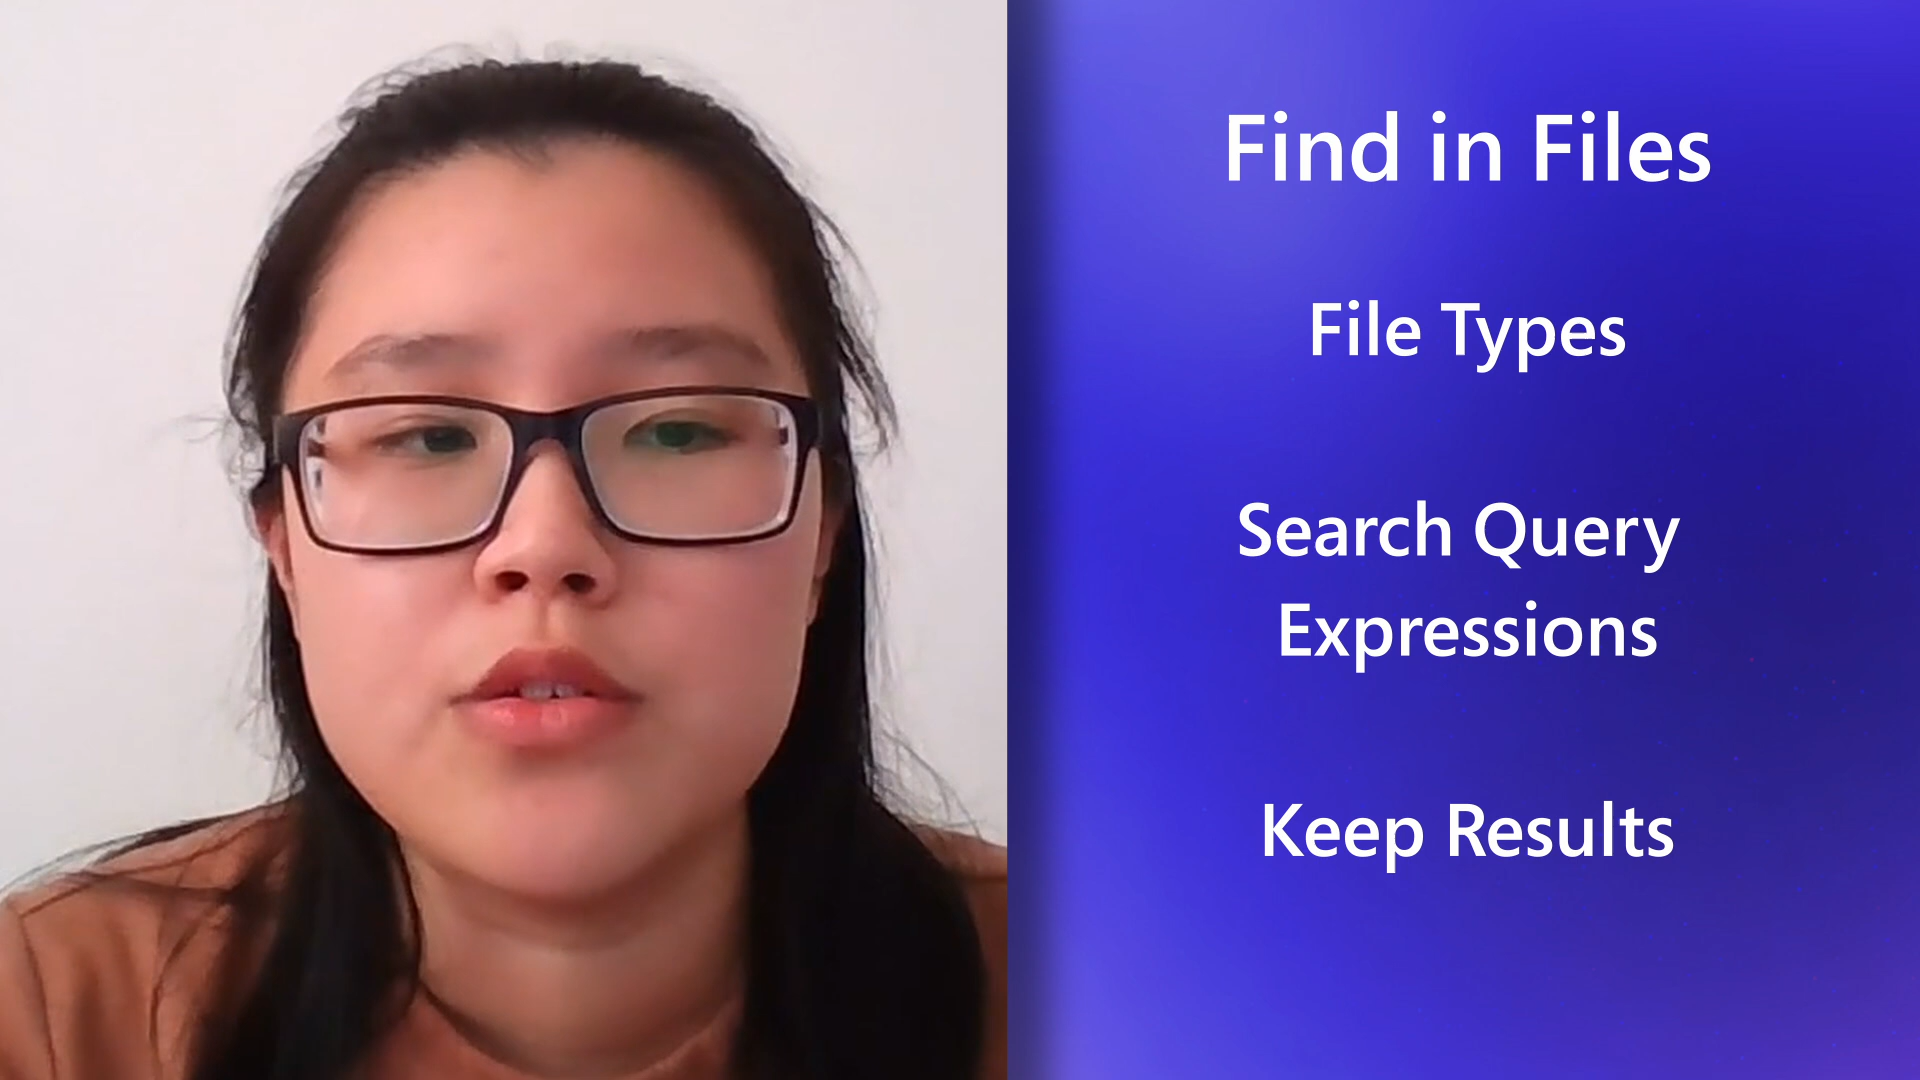 Find in Files
File Types
Search Query
Expressions
Keep Results